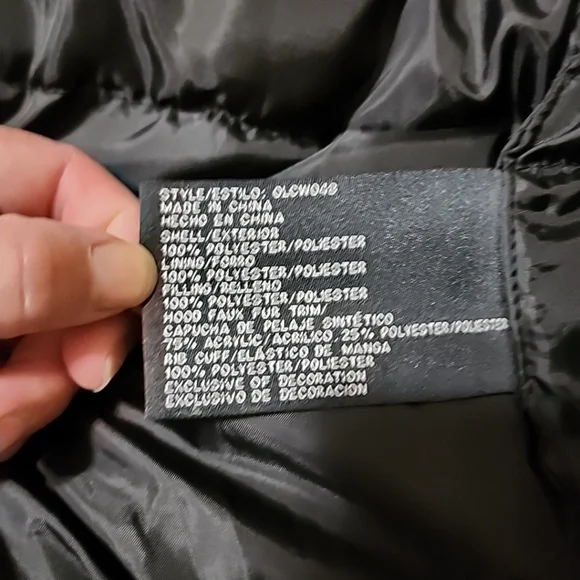 STYLE/ESTILO: OLCW048
MADE IN CHINA
HECHO EN CHINA
SHELL/EXTERIOR
100% POLYESTER/POLIESTER
LINING/FORRO
100% POLYESTER/POLIESTER
FILLING/RELLENO
100% POLYESTER/POLIESTER
HOOD FAUX FUR TRIM/
CAPUCHA DE PELAJE SINTÉTICO
75% ACRYLIC/ACRÍLICO, 25% POLYESTER/POLIESTER
RIB CUFF/ELÁSTICO DE MANGA
100% POLYESTER/POLIESTER
EXCLUSIVE OF DECORATION
EXCLUSIVO DE DECORACIÓN